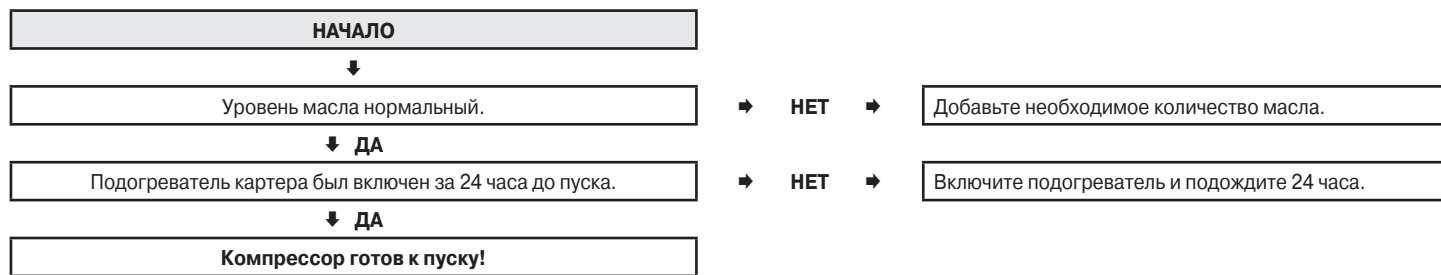 НАЧАЛО
Уровень масла нормальный.
НЕТ
Добавьте необходимое количество масла.
ДА
Подогреватель картера был включен за 24 часа до пуска.
НЕТ
Включите подогреватель и подождите 24 часа.
ДА
Компрессор готов к пуску!